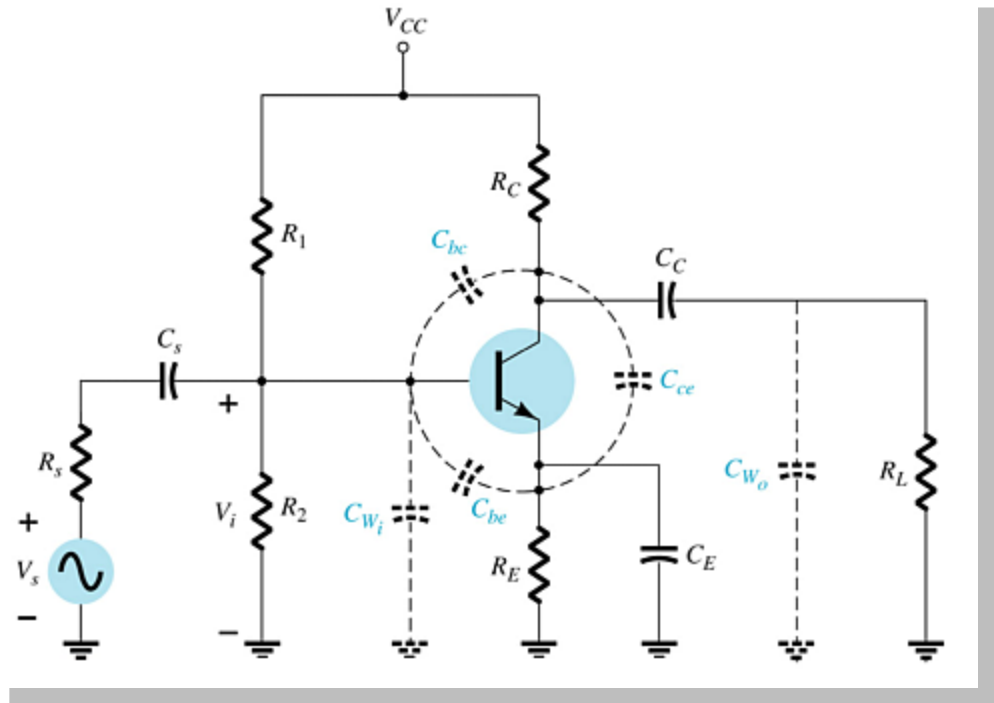 V_CC
R_C
R_1
C_bc
C_C
C_s
+
C_ce
R_s
V_i
R_2
C_Wi
C_be
C_Wo
R_L
+
V_s
R_E
C_E
−
−